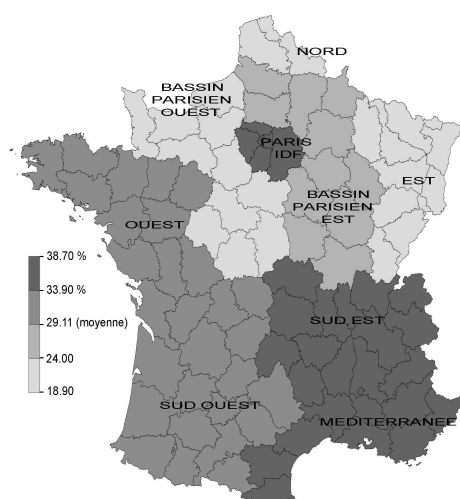 NORD
BASSIN
PARISIEN
OUEST
PARIS
IDF
EST
BASSIN
PARISIEN
EST
OUEST
38.70 %
33.90 %
29.11 (moyenne)
24.00
18.90
SUD EST
SUD OUEST
MEDITERRANEE